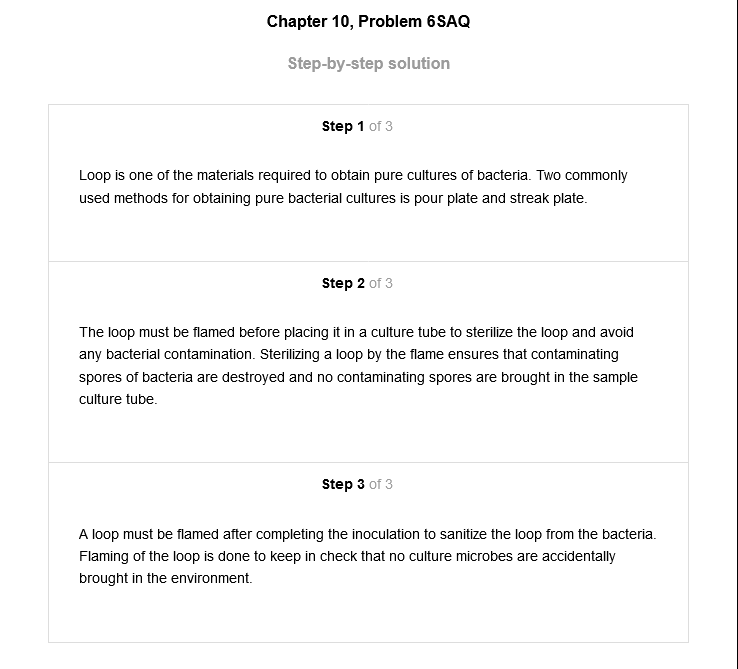 Chapter 10, Problem 6SAQ
Step-by-step solution
Step 1 of 3
Loop is one of the materials required to obtain pure cultures of bacteria. Two commonly
used methods for obtaining pure bacterial cultures is pour plate and streak plate.
Step 2 of 3
The loop must be flamed before placing it in a culture tube to sterilize the loop and avoid
any bacterial contamination. Sterilizing a loop by the flame ensures that contaminating
spores of bacteria are destroyed and no contaminating spores are brought in the sample
culture tube.
Step 3 of 3
A loop must be flamed after completing the inoculation to sanitize the loop from the bacteria.
Flaming of the loop is done to keep in check that no culture microbes are accidentally
brought in the environment.